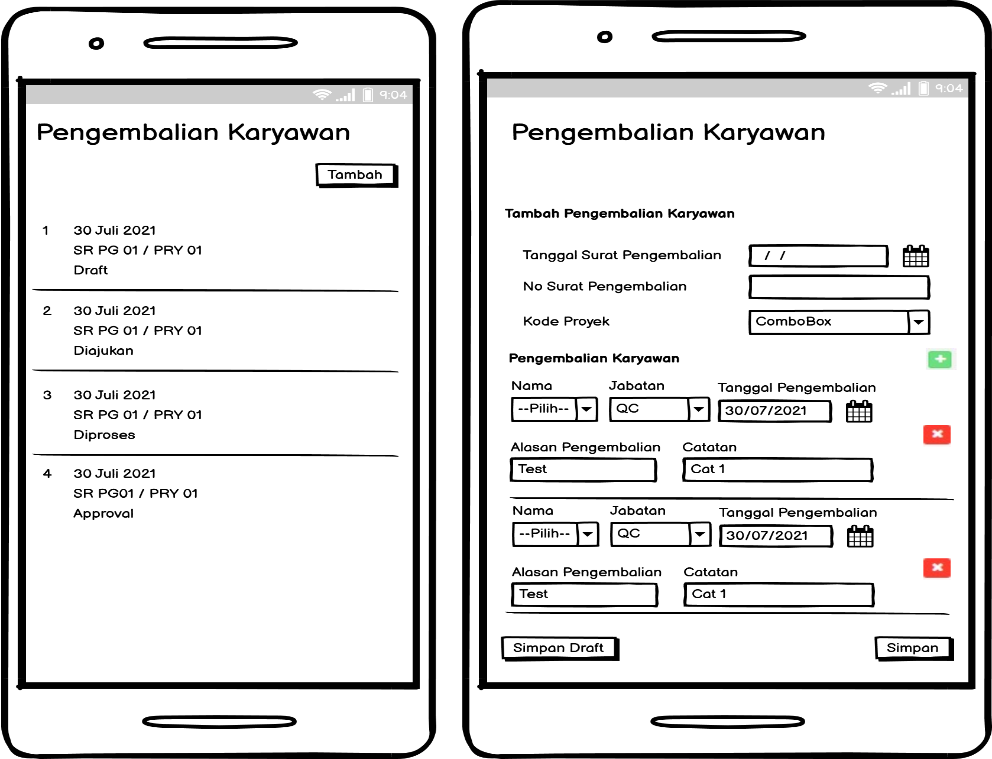 9:04
Pengembalian Karyawan
Tambah
1 30 Juli 2021
SR PG 01 / PRY 01
Draft
2 30 Juli 2021
SR PG 01 / PRY 01
Diajukan
3 30 Juli 2021
SR PG 01 / PRY 01
Diproses
4 30 Juli 2021
SR PG01 / PRY 01
Approval
9:04
Pengembalian Karyawan
Tambah Pengembalian Karyawan
Tanggal Surat Pengembalian / /
No Surat Pengembalian
Kode Proyek ComboBox
Pengembalian Karyawan
Nama Jabatan Tanggal Pengembalian
--Pilih-- QC 30/07/2021
Alasan Pengembalian Catatan
Test Cat 1
Nama Jabatan Tanggal Pengembalian
--Pilih-- QC 30/07/2021
Alasan Pengembalian Catatan
Test Cat 1
Simpan Draft Simpan